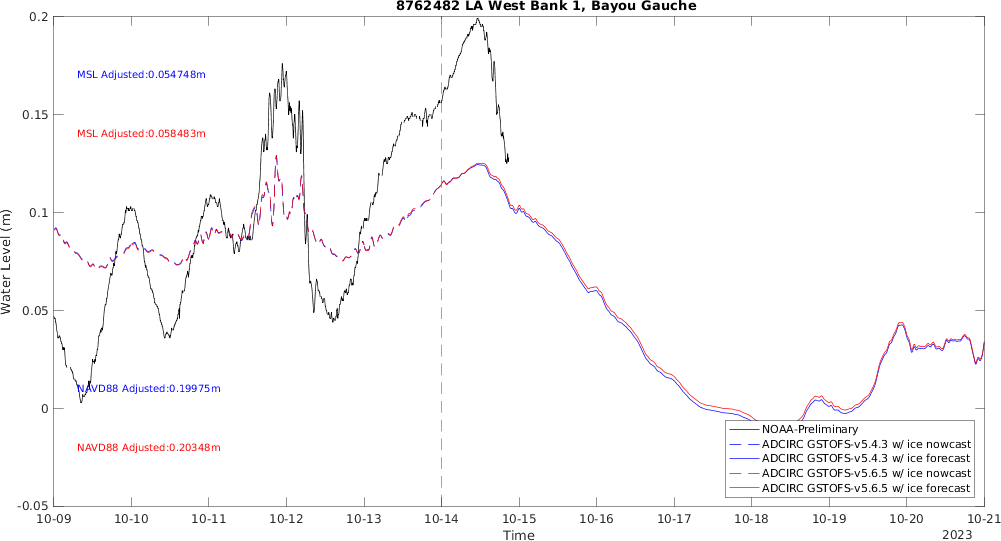 8762482 LA West Bank 1, Bayou Gauche
0.2
0.15
0.1
0.05
0
-0.05
Water Level (m)
MSL Adjusted:0.054748m
MSL Adjusted:0.058483m
NAVD88 Adjusted:0.19975m
NAVD88 Adjusted:0.20348m
NOAA-Preliminary
ADCIRC GSTOFS-v5.4.3 w/ ice nowcast
ADCIRC GSTOFS-v5.4.3 w/ ice forecast
ADCIRC GSTOFS-v5.6.5 w/ ice nowcast
ADCIRC GSTOFS-v5.6.5 w/ ice forecast
10-09 10-10 10-11 10-12 10-13 10-14 10-15 10-16 10-17 10-18 10-19 10-20 10-21
Time
2023